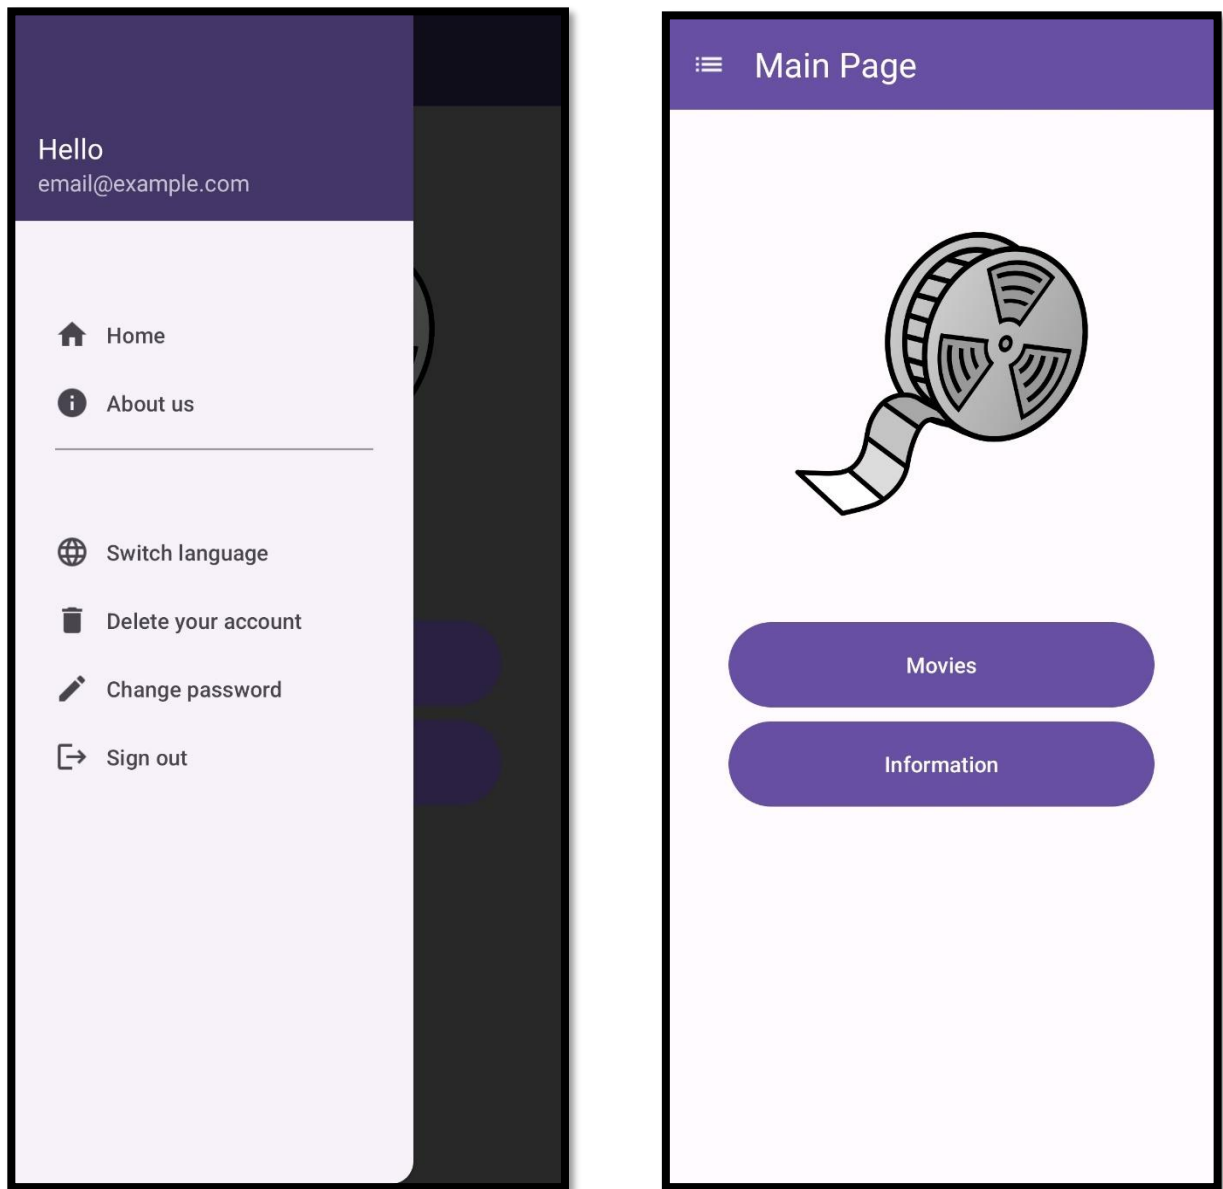 Hello
email@example.com
Home
About us
Switch language
Delete your account
Change password
Sign out
Main Page
Movies
Information